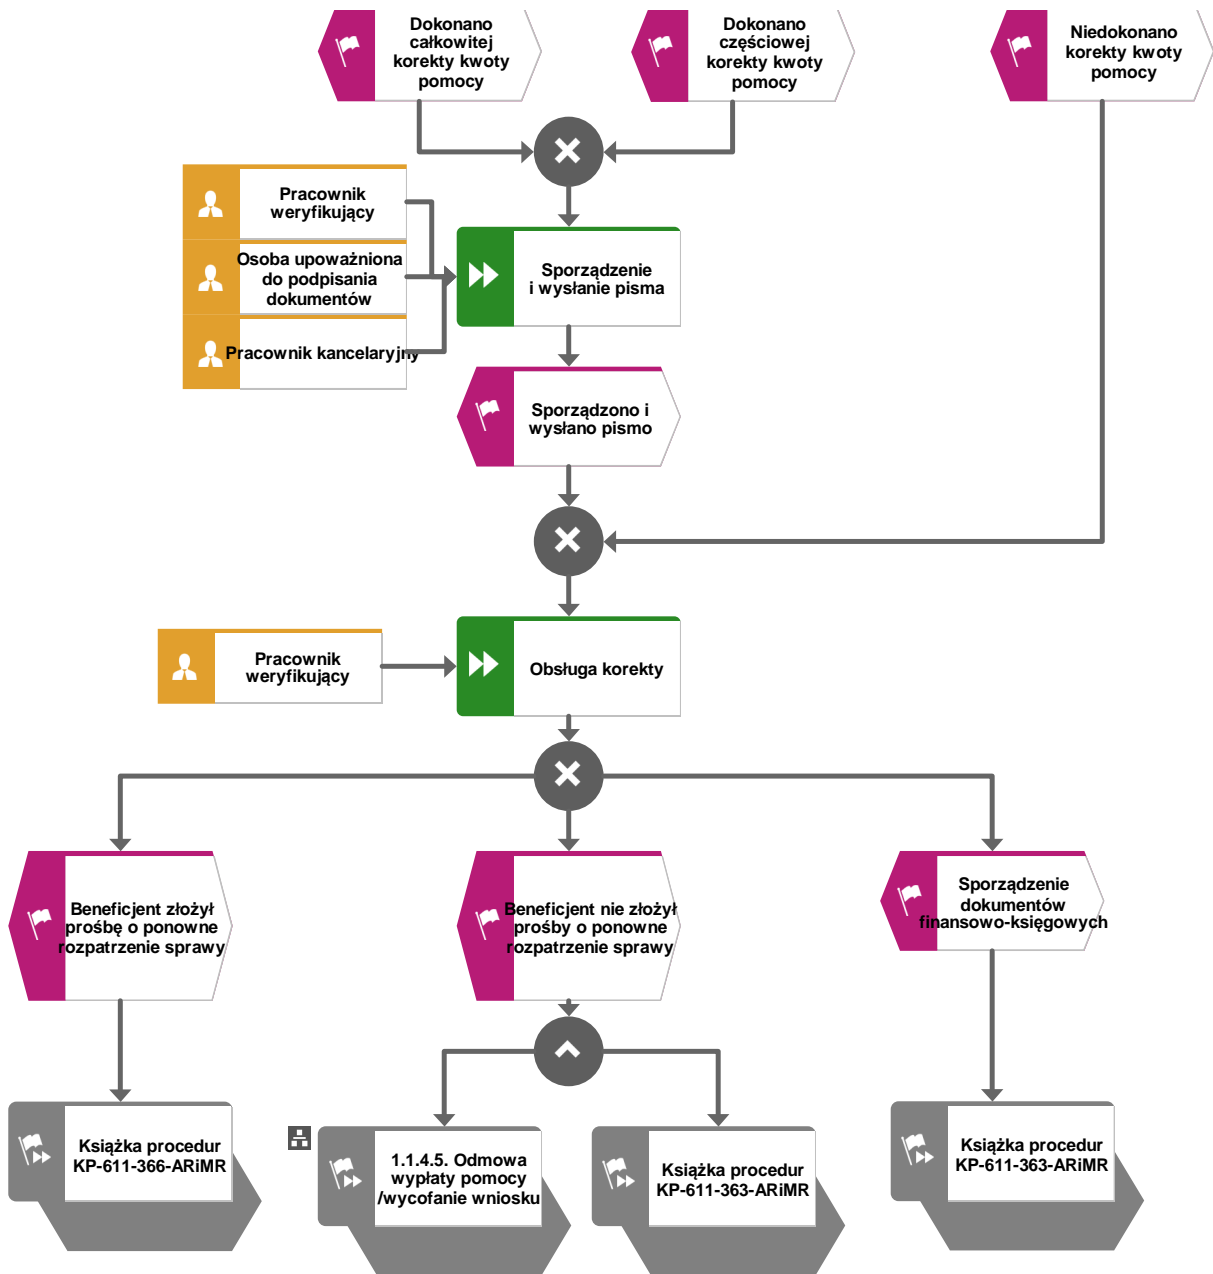 Dokonano
całkowitej
korekty kwoty
pomocy
Dokonano
częściowej
korekty kwoty
pomocy
Niedokonano
korekty kwoty
pomocy
Pracownik
weryfikujący
Osoba upoważniona
do podpisania
dokumentów
Pracownik kancelaryjny
Sporządzenie
i wysłanie pisma
Sporządzono i
wysłano pismo
Pracownik
weryfikujący
Obsługa korekty
Beneficjent złożył
prośbę o ponowne
rozpatrzenie sprawy
Beneficjent nie złożył
prośby o ponowne
rozpatrzenie sprawy
Sporządzenie
dokumentów
finansowo-księgowych
Książka procedur
KP-611-366-ARiMR
1.1.4.5. Odmowa
wypłaty pomocy
/wycofanie wniosku
Książka procedur
KP-611-363-ARiMR
Książka procedur
KP-611-363-ARiMR